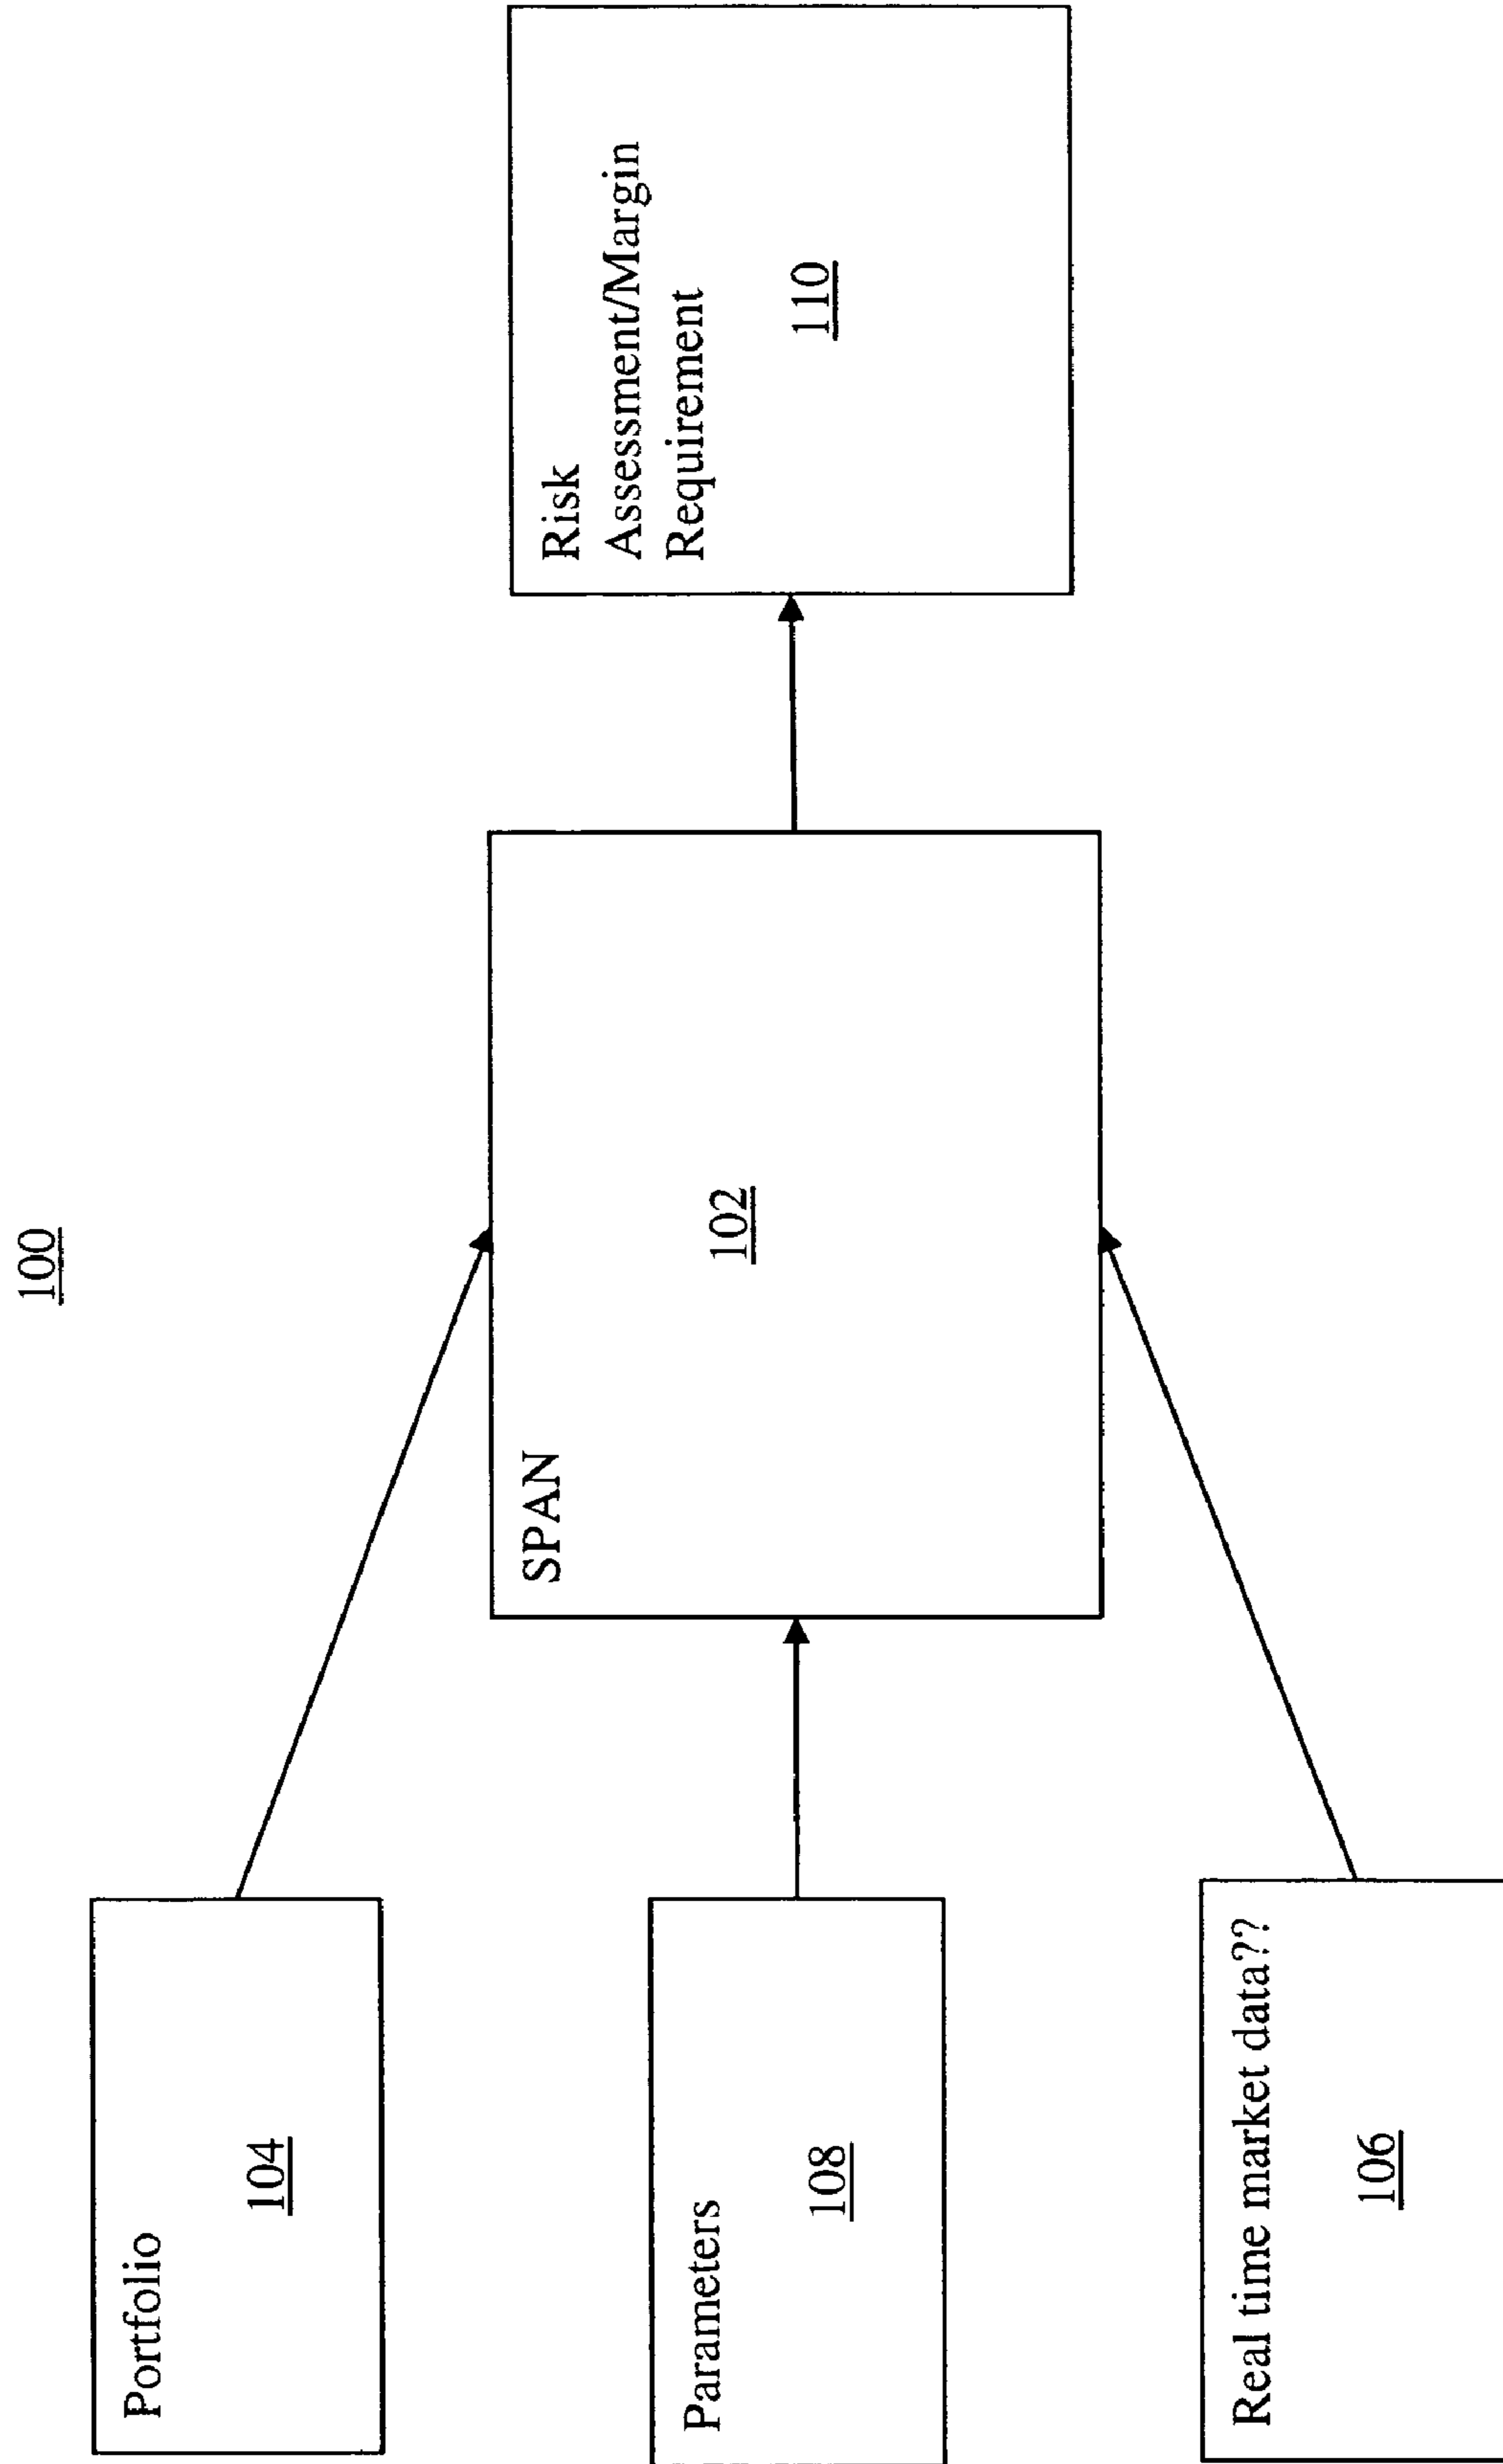 100
Portfolio
104
Parameters
108
Real time market data??
106
SPAN
102
Risk
Assessment/Margin
Requirement
110